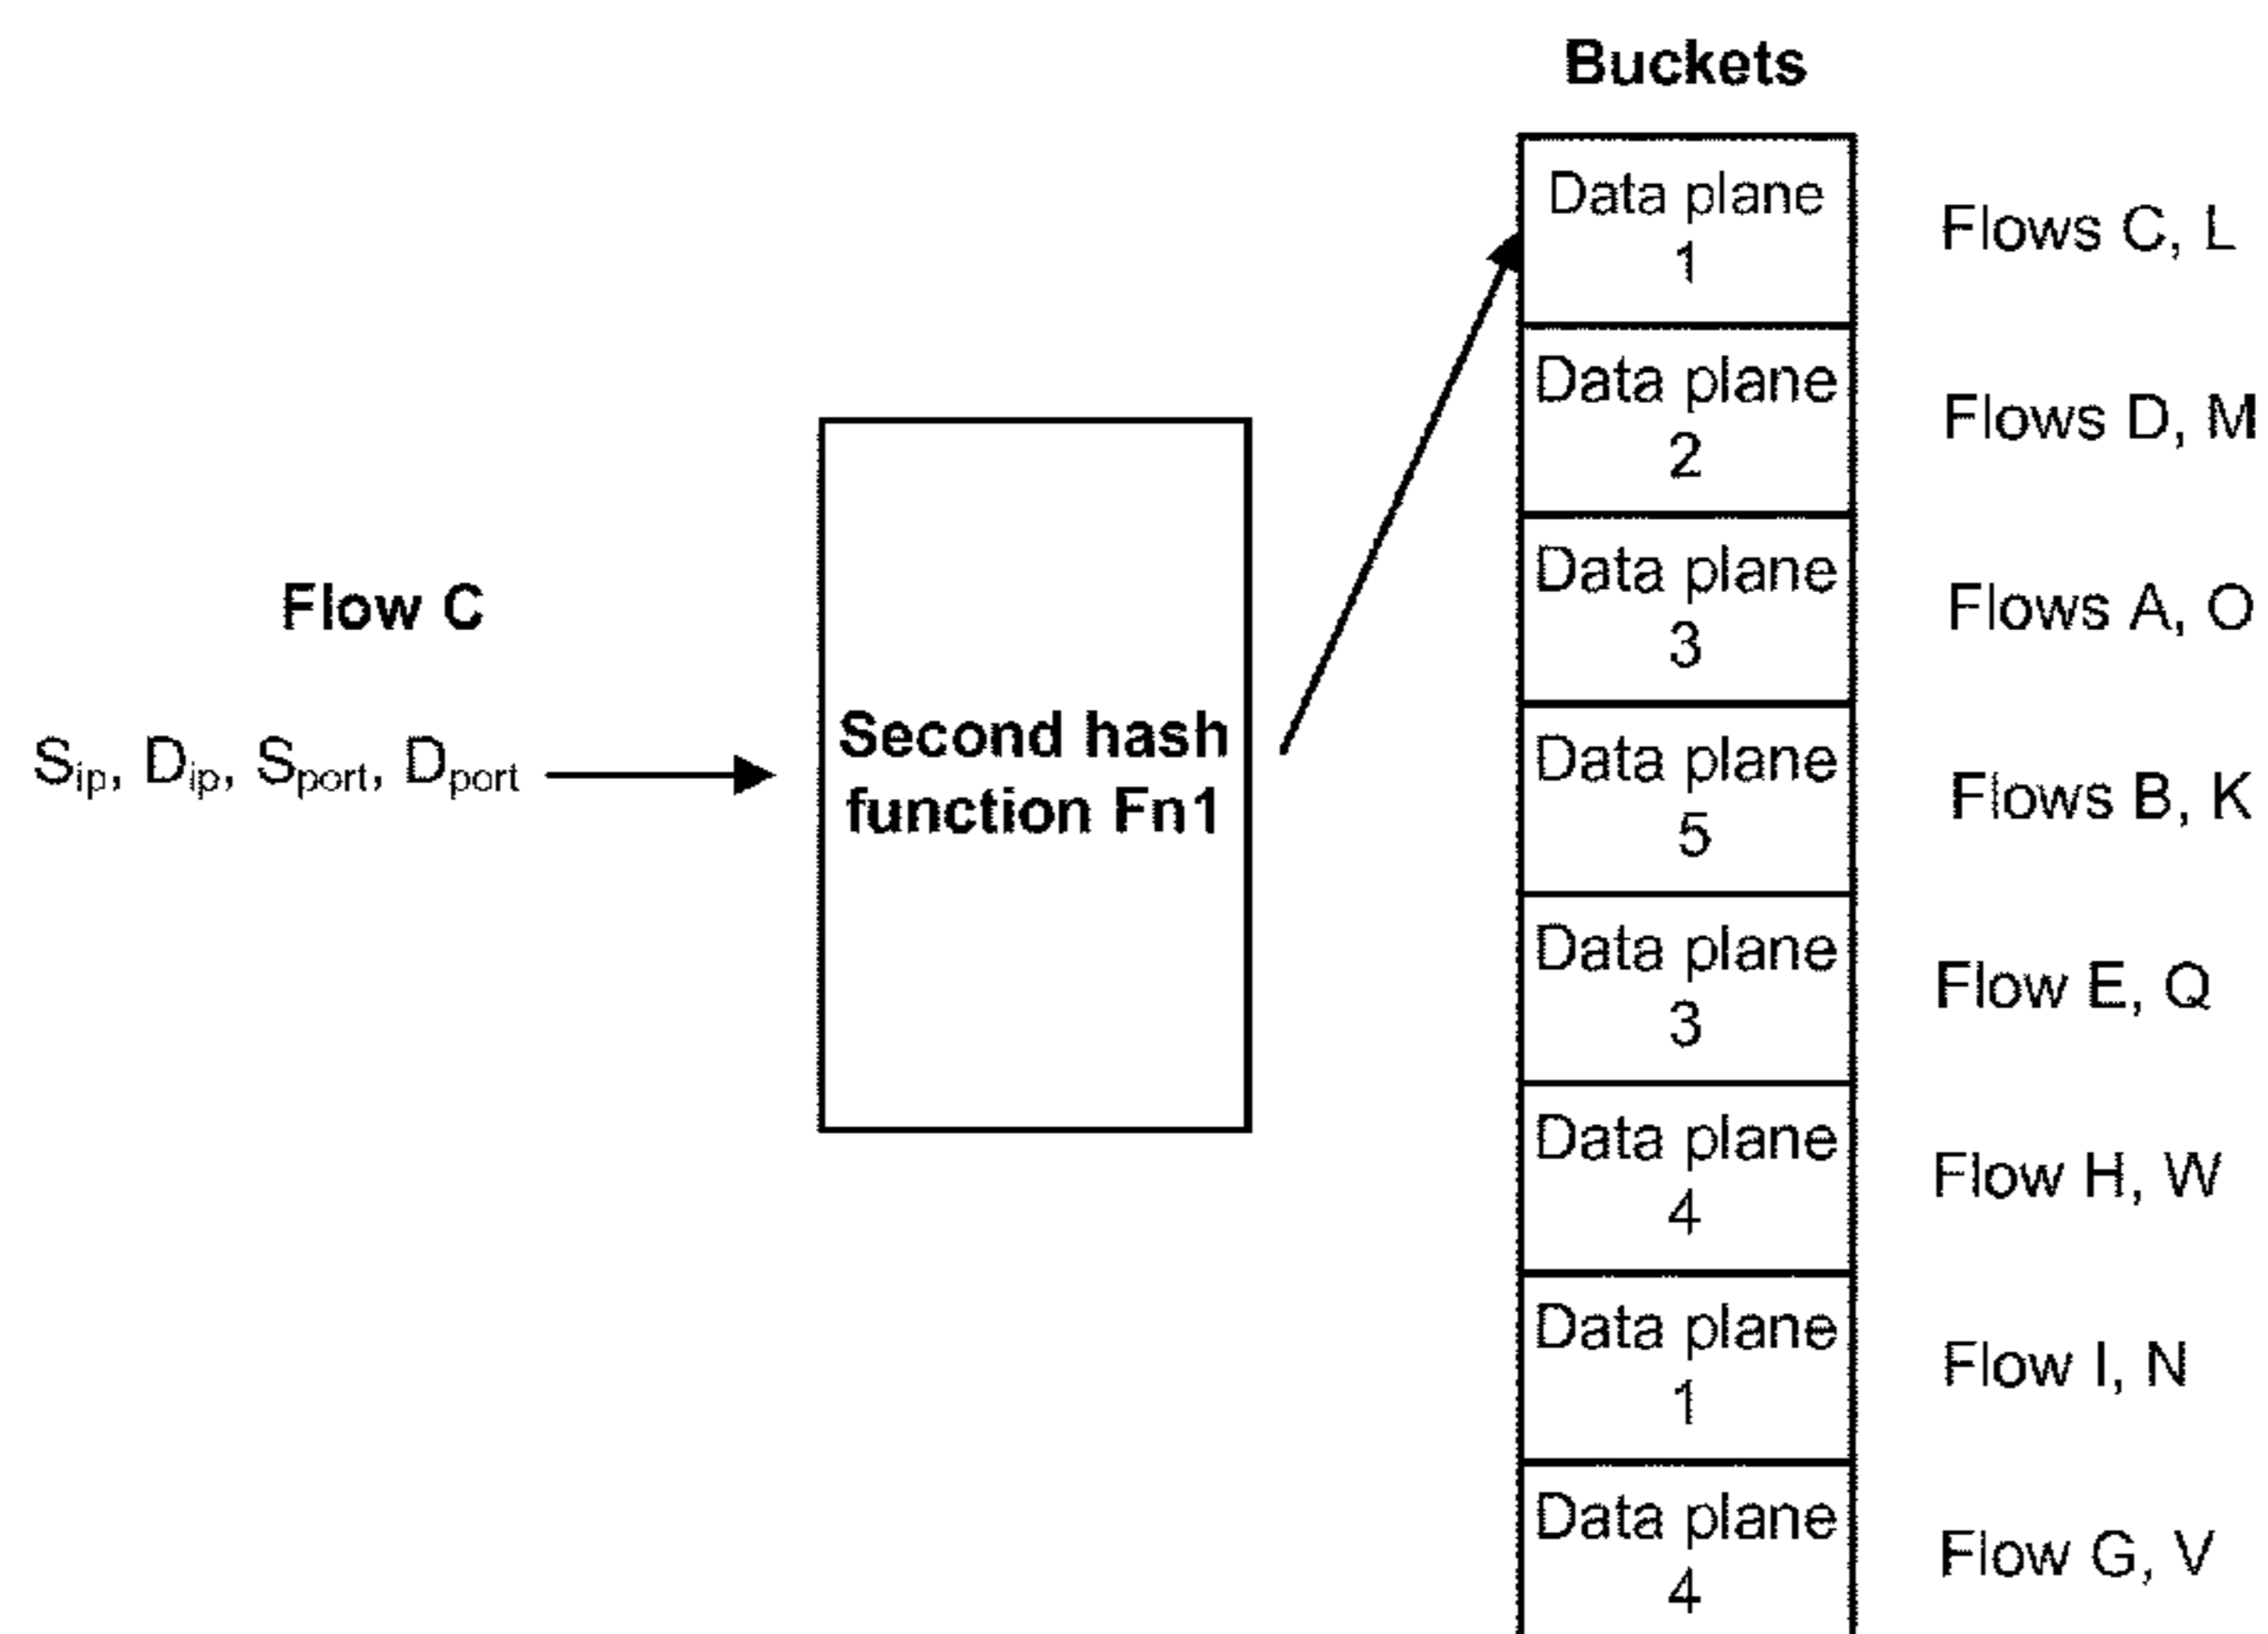 Buckets
Data plane
1
Flows C, L
Data plane
2
Flows D, M
Data plane
3
Flows A, O
Data plane
5
Flows B, K
Data plane
3
Flow E, Q
Data plane
4
Flow H, W
Data plane
1
Flow I, N
Data plane
4
Flow G, V
Flow C
Sip, Dip, Sport, Dport
Second hash
function Fn1